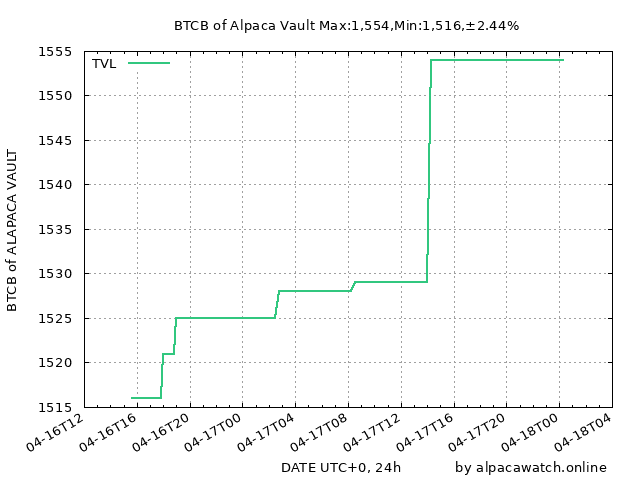 BTCB of Alpaca Vault Max:1,554,Min:1,516,±2.44%
TVL
1555
1550
1545
1540
1535
1530
1525
1520
1515
BTCB of ALAPACA VAULT
04-16T12
04-16T16
04-16T20
04-17T00
04-17T04
04-17T08
04-17T12
04-17T16
04-17T20
04-18T00
04-18T04
DATE UTC+0, 24h
by alpacawatch.online